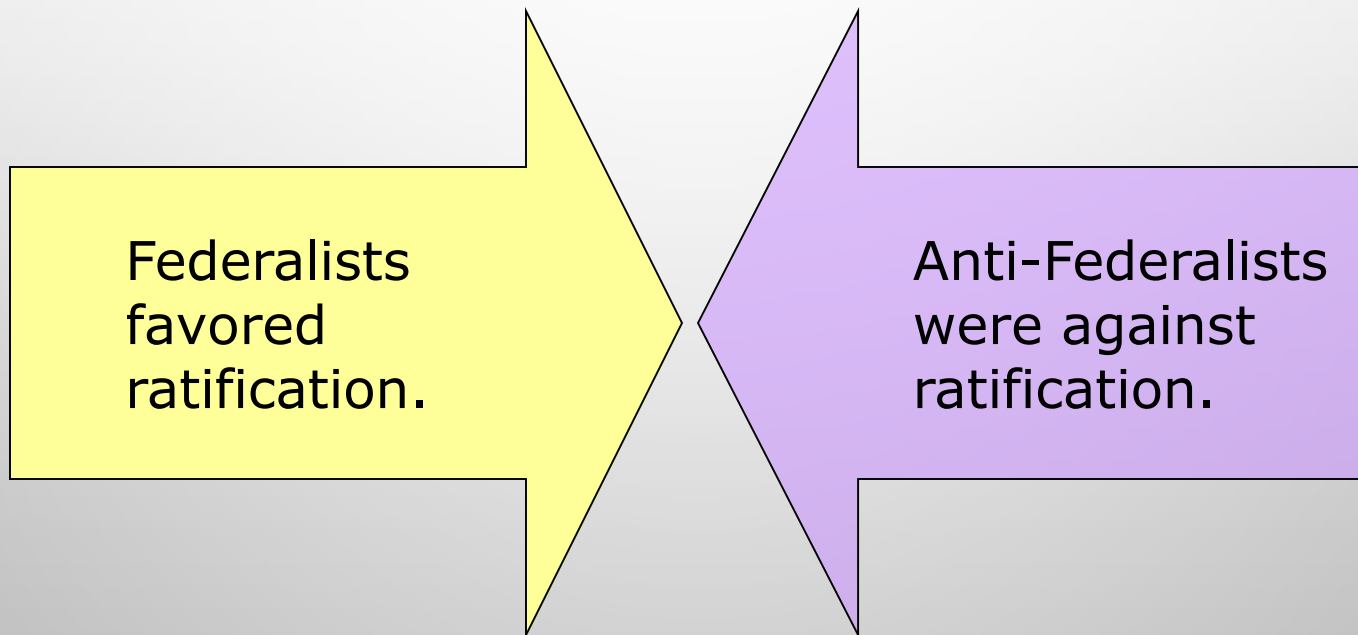 Federalists
favored
ratification.
Anti-Federalists
were against
ratification.